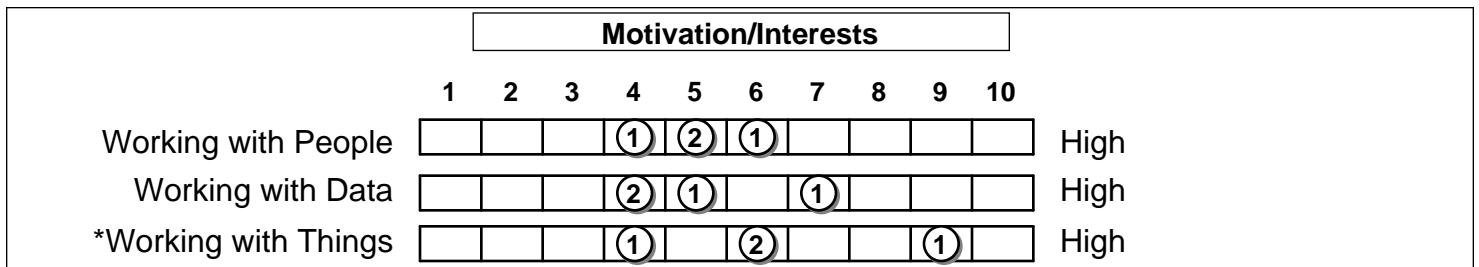 Motivation/Interests
1 2 3 4 5 6 7 8 9 10
Working with People 1 2 1 High
Working with Data 2 1 1 High
*Working with Things 1 2 1 High